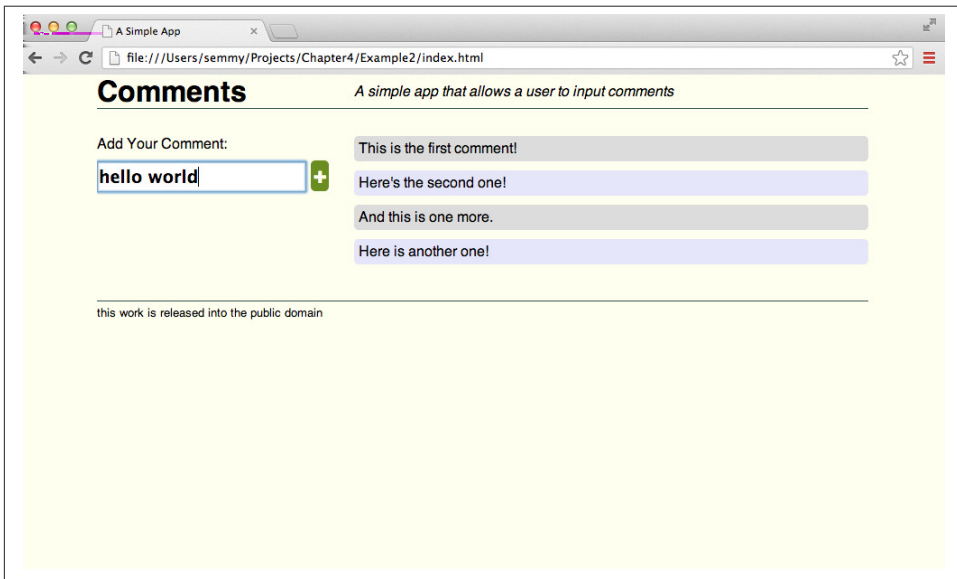 A Simple App
file:///Users/semmy/Projects/Chapter4/Example2/index.html
Comments
A simple app that allows a user to input comments
Add Your Comment:
hello world
This is the first comment!
Here's the second one!
And this is one more.
Here is another one!
this work is released into the public domain